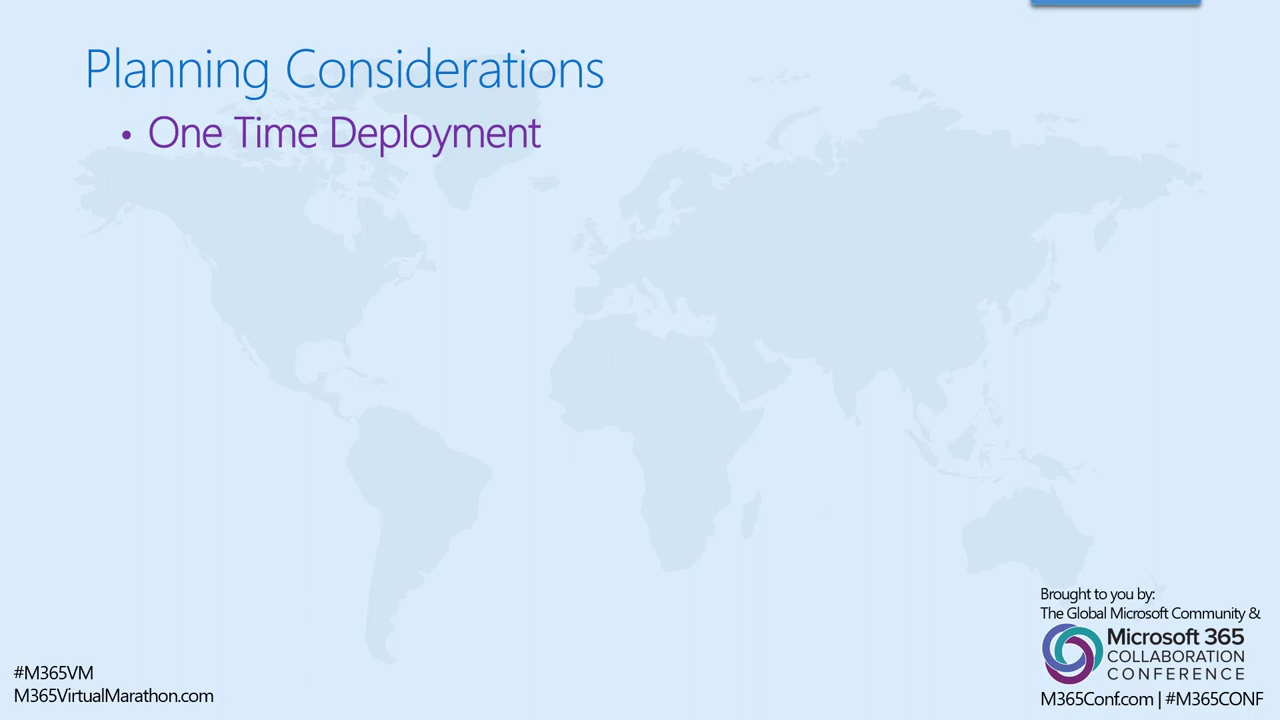 Planning Considerations
• One Time Deployment
Brought to you by:
The Global Microsoft Community &
Microsoft 365
COLLABORATION
CONFERENCE
M365Conf.com | #M365CONF
#M365VM
M365VirtualMarathon.com